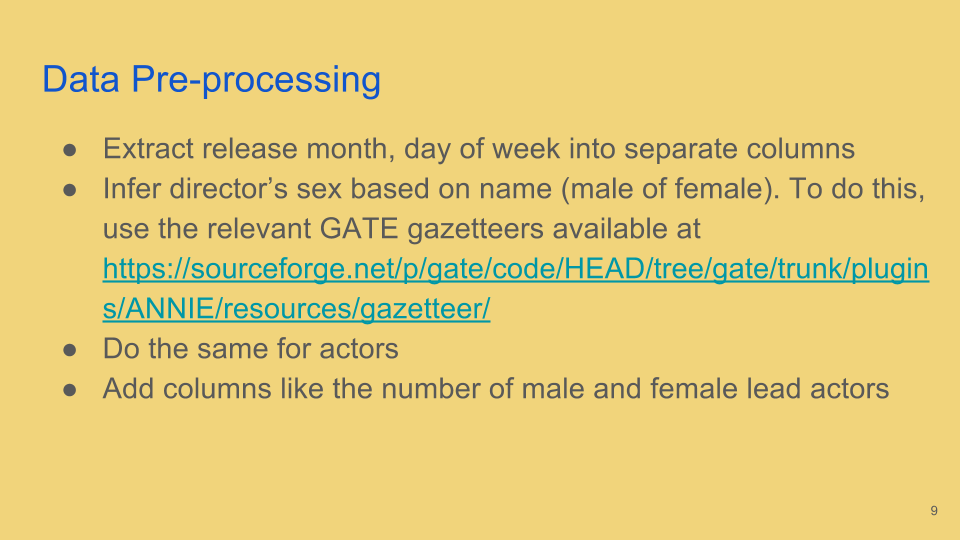 Data Pre-processing
● Extract release month, day of week into separate columns
● Infer director’s sex based on name (male of female). To do this,
use the relevant GATE gazetteers available at
https://sourceforge.net/p/gate/code/HEAD/tree/gate/trunk/plugin
s/ANNIE/resources/gazetteer/
● Do the same for actors
● Add columns like the number of male and female lead actors
9